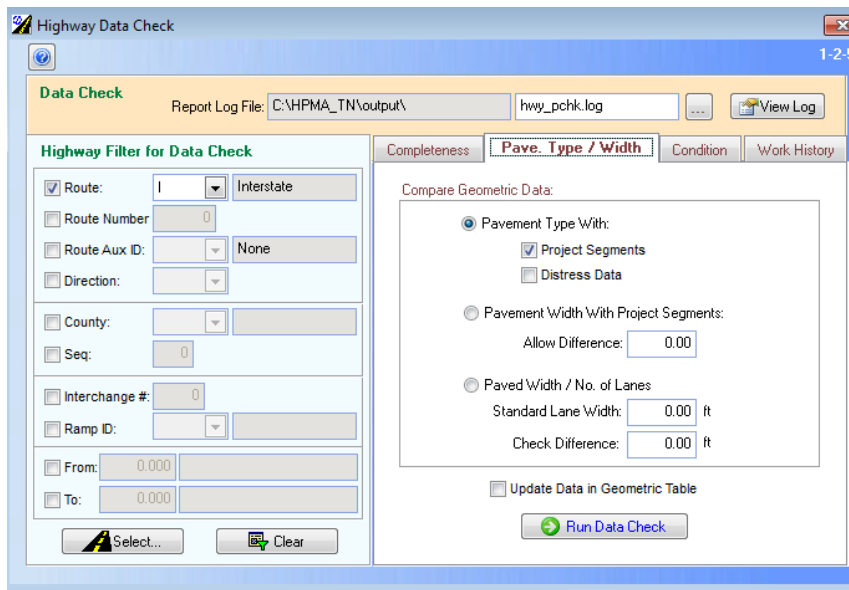 Highway Data Check
1-2-
Data Check
Report Log File: C:\HPMA_TN\output\ hwy_pchk.log ... View Log
Highway Filter for Data Check
Completeness Pave. Type / Width Condition Work History
Route: I Interstate
Route Number 0
Route Aux ID: None
Direction:
County:
Seq: 0
Interchange #: 0
Ramp ID:
From: 0.000
To: 0.000
Select... Clear
Compare Geometric Data:
Pavement Type With:
Project Segments
Distress Data
Pavement Width With Project Segments:
Allow Difference: 0.00
Paved Width / No. of Lanes
Standard Lane Width: 0.00 ft
Check Difference: 0.00 ft
Update Data in Geometric Table
Run Data Check